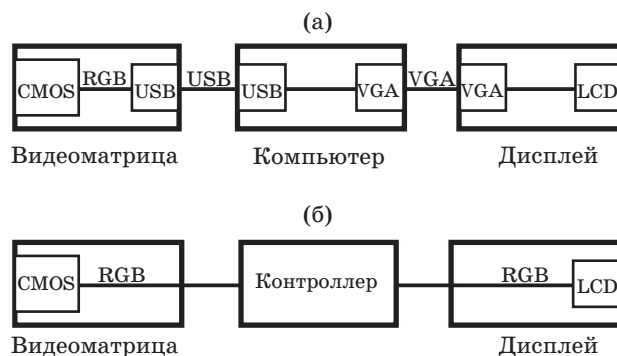 (а)
RGB USB VGA
CMOS USB USB VGA VGA LCD
Видеоматрица Компьютер Дисплей
(б)
RGB Контроллер RGB
CMOS LCD
Видеоматрица Дисплей